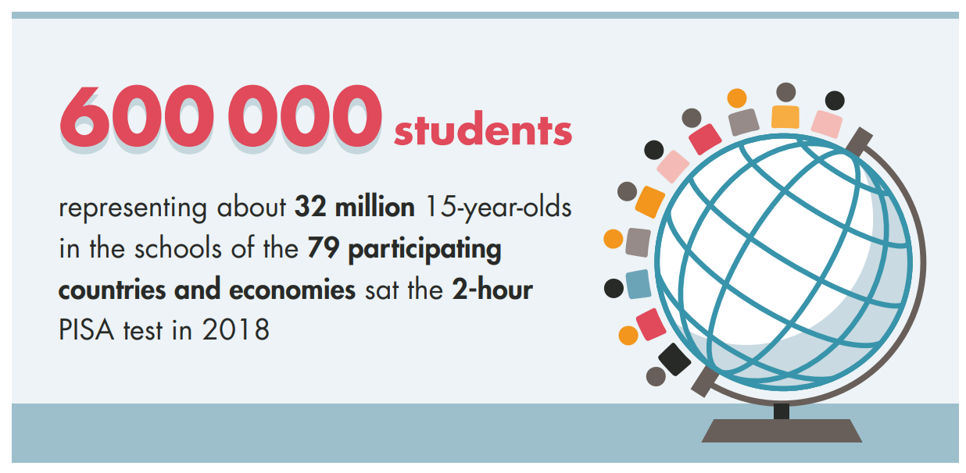 600 000 students
representing about 32 million 15-year-olds
in the schools of the 79 participating
countries and economies sat the 2-hour
PISA test in 2018